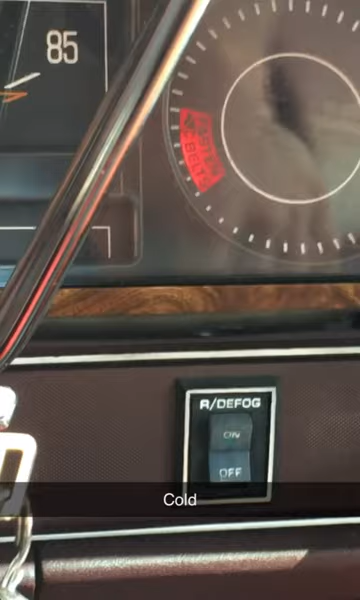 85
FASTEN
BELTS
R/DEFOG
ON
OFF
Cold